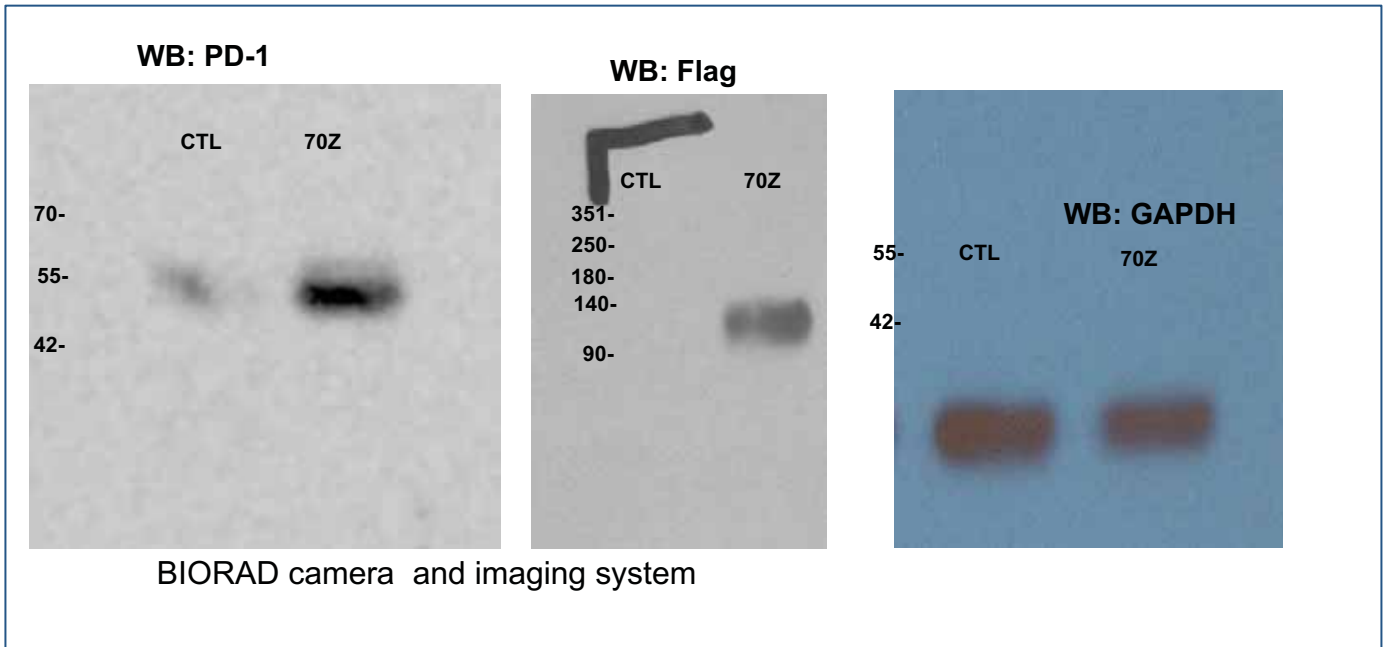 WB: PD-1
CTL 70Z
70-
55-
42-
WB: Flag
CTL 70Z
351-
250-
180-
140-
90-
WB: GAPDH
55- CTL 70Z
42-
BIORAD camera and imaging system